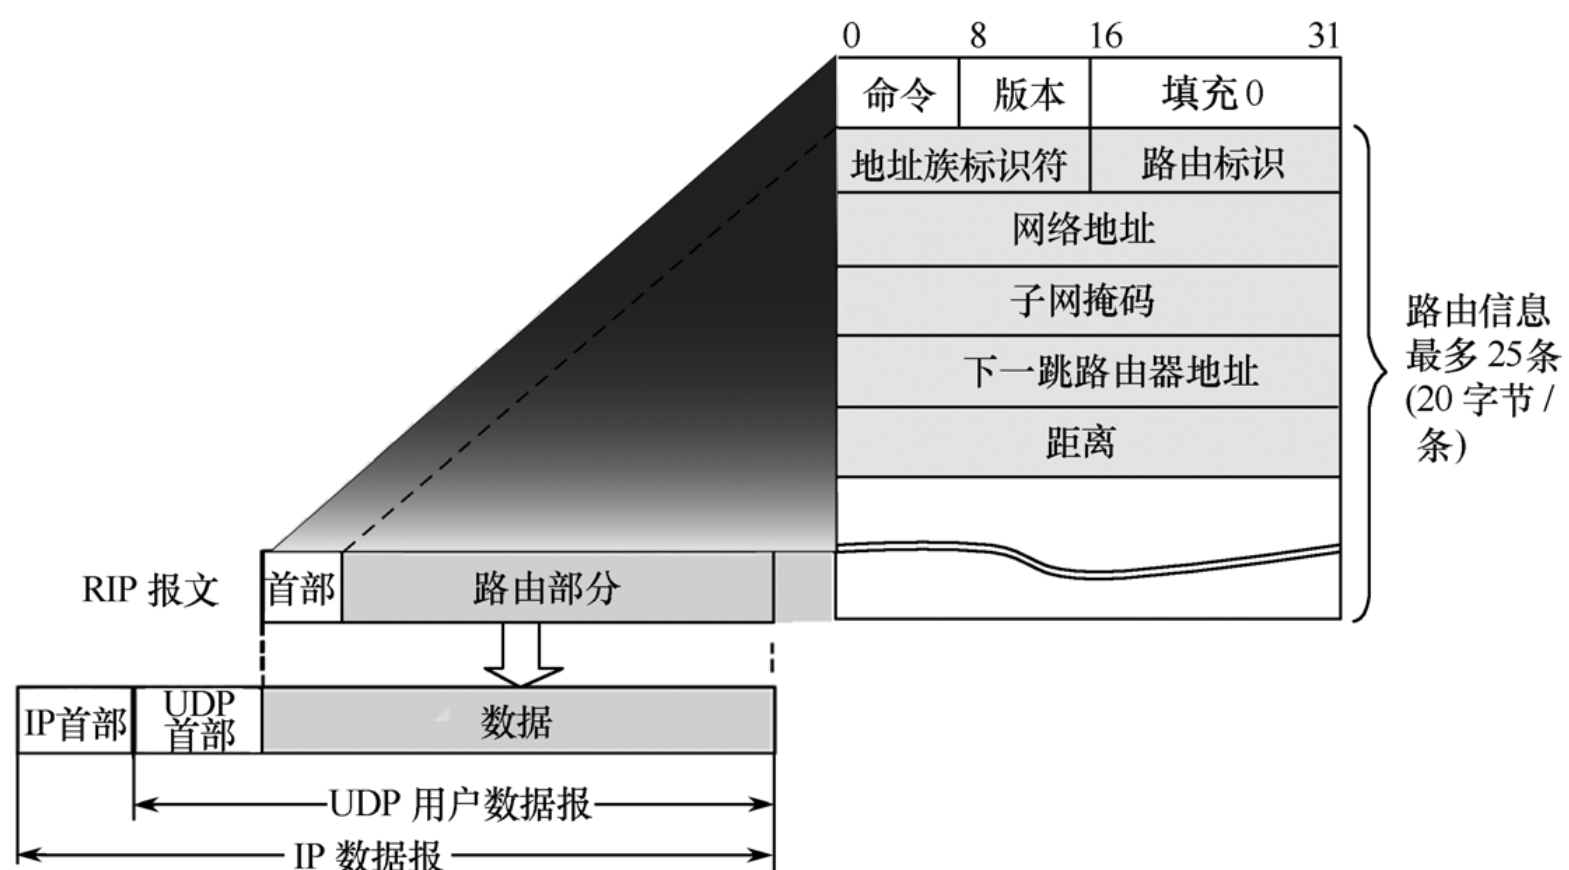 0 8 16 31
命令 版本 填充0
地址族标识符 路由标识
网络地址
子网掩码
下一跳路由器地址
距离
路由信息
最多 25条
(20 字节 /
条)
RIP 报文 首部 路由部分
IP首部 UDP
首部 数据
UDP 用户数据报
IP 数据报